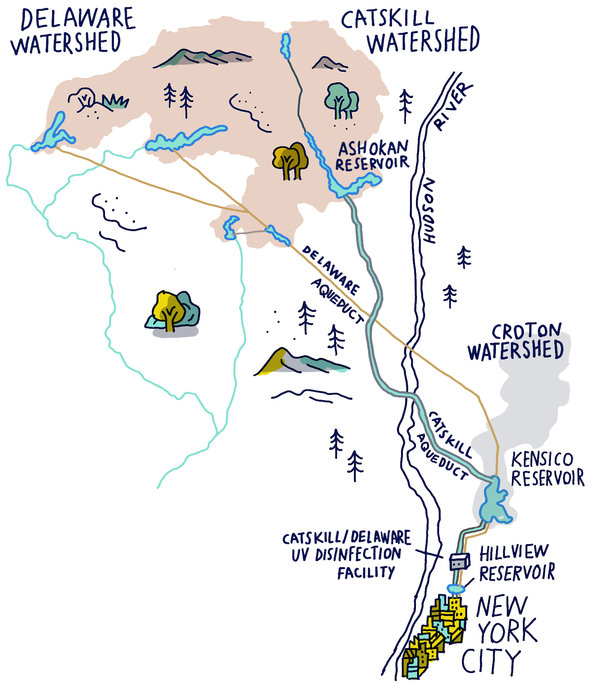 DELAWARE
WATERSHED
CATSKILL
WATERSHED
ASHOKAN
RESERVOIR
HUDSON
RIVER
DELAWARE
AQUEDUCT
CROTON
WATERSHED
CATSKILL
AQUEDUCT
KENSICO
RESERVOIR
CATSKILL/DELAWARE
UV DISINFECTION
FACILITY
HILLVIEW
RESERVOIR
NEW
YORK
CITY